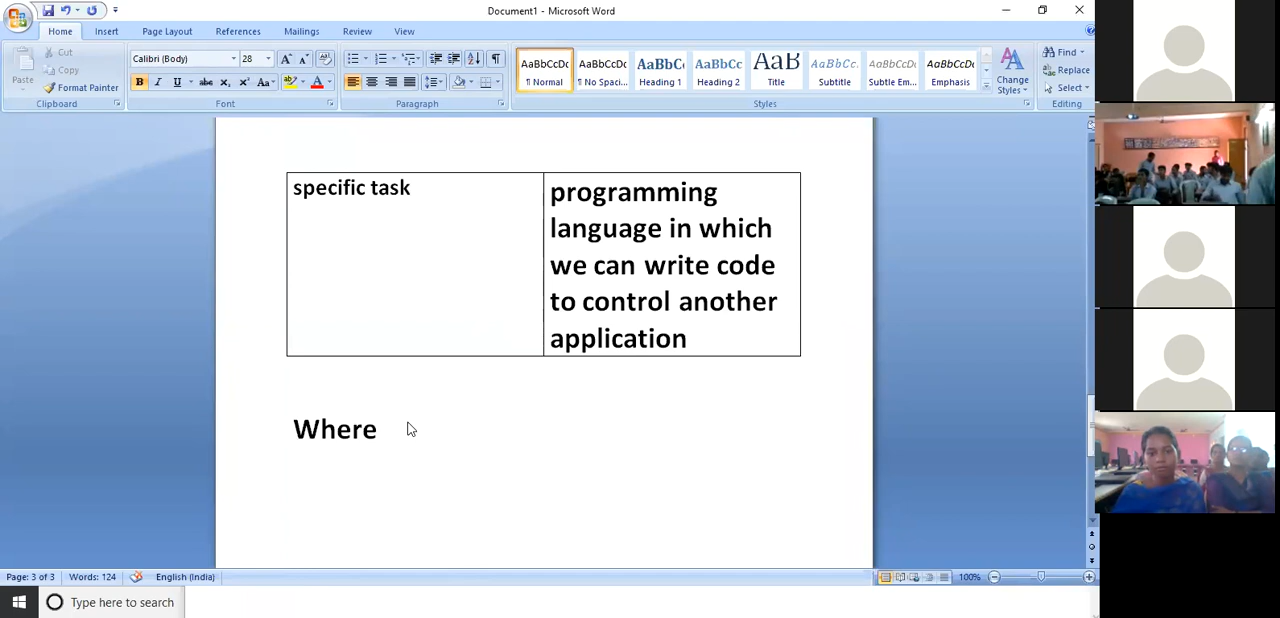 Document1 - Microsoft Word
Home Insert Page Layout References Mailings Review View
Cut
Copy
Format Painter
Paste
Clipboard
Calibri (Body) 28
Font
Paragraph
AaBbCcDc AaBbCcDc AaBbCc AaBbCc AaB AaBbCc. AaBbCcDc AaBbCcDc
¶ Normal ¶ No Spaci... Heading 1 Heading 2 Title Subtitle Subtle Em... Emphasis
Styles
Change
Styles
Find
Replace
Select
Editing
specific task
programming
language in which
we can write code
to control another
application
Where
Page: 3 of 3 Words: 124 English (India) 100%
Type here to search